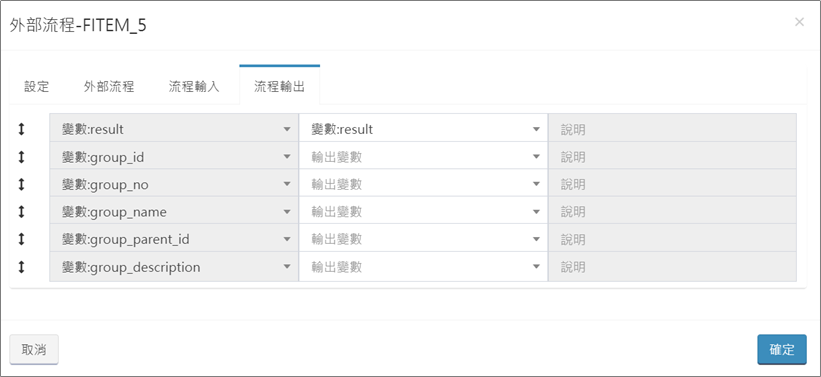 外部流程-FITEM_5
×
設定 外部流程 流程輸入 流程輸出
變數:result 變數:result 說明
變數:group_id 輸出變數 說明
變數:group_no 輸出變數 說明
變數:group_name 輸出變數 說明
變數:group_parent_id 輸出變數 說明
變數:group_description 輸出變數 說明
取消 確定